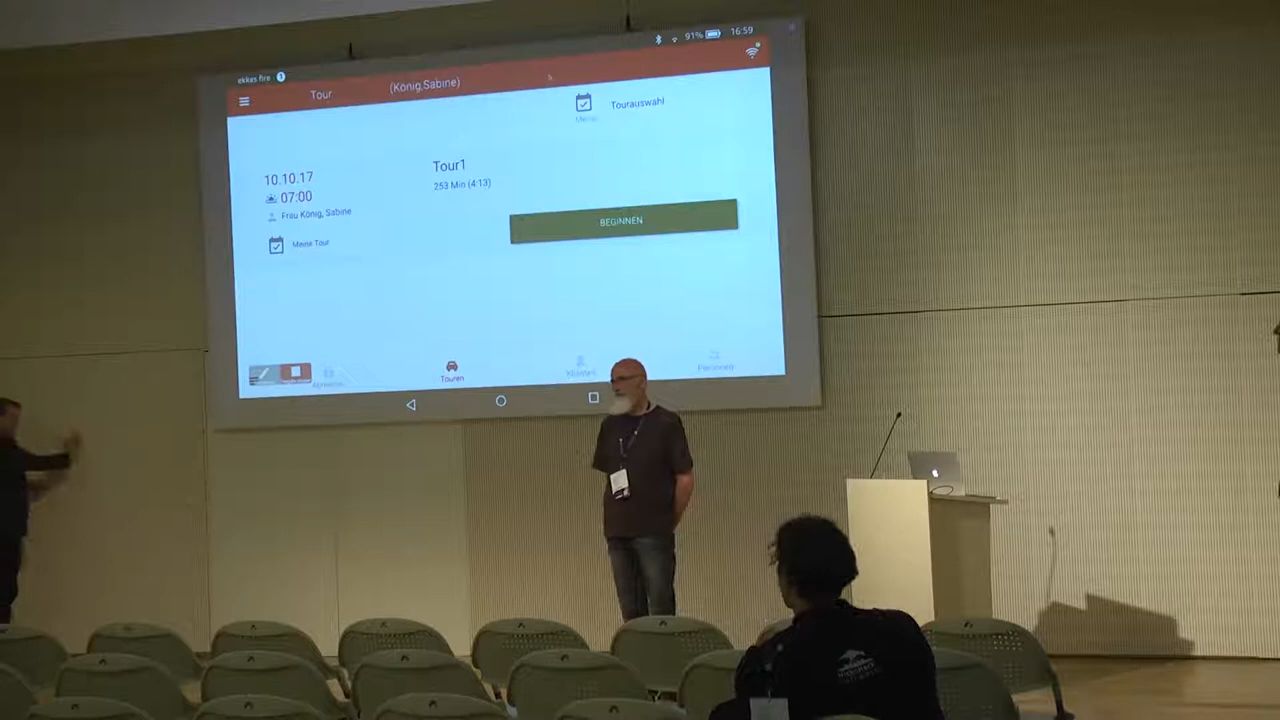 ekkes fire 1
91% 16:59
Tour (König,Sabine)
Tourauswahl
10.10.17
07:00
Frau König, Sabine
Meine Tour
Tour1
253 Min (4:13)
BEGINNEN
Touren
Personen